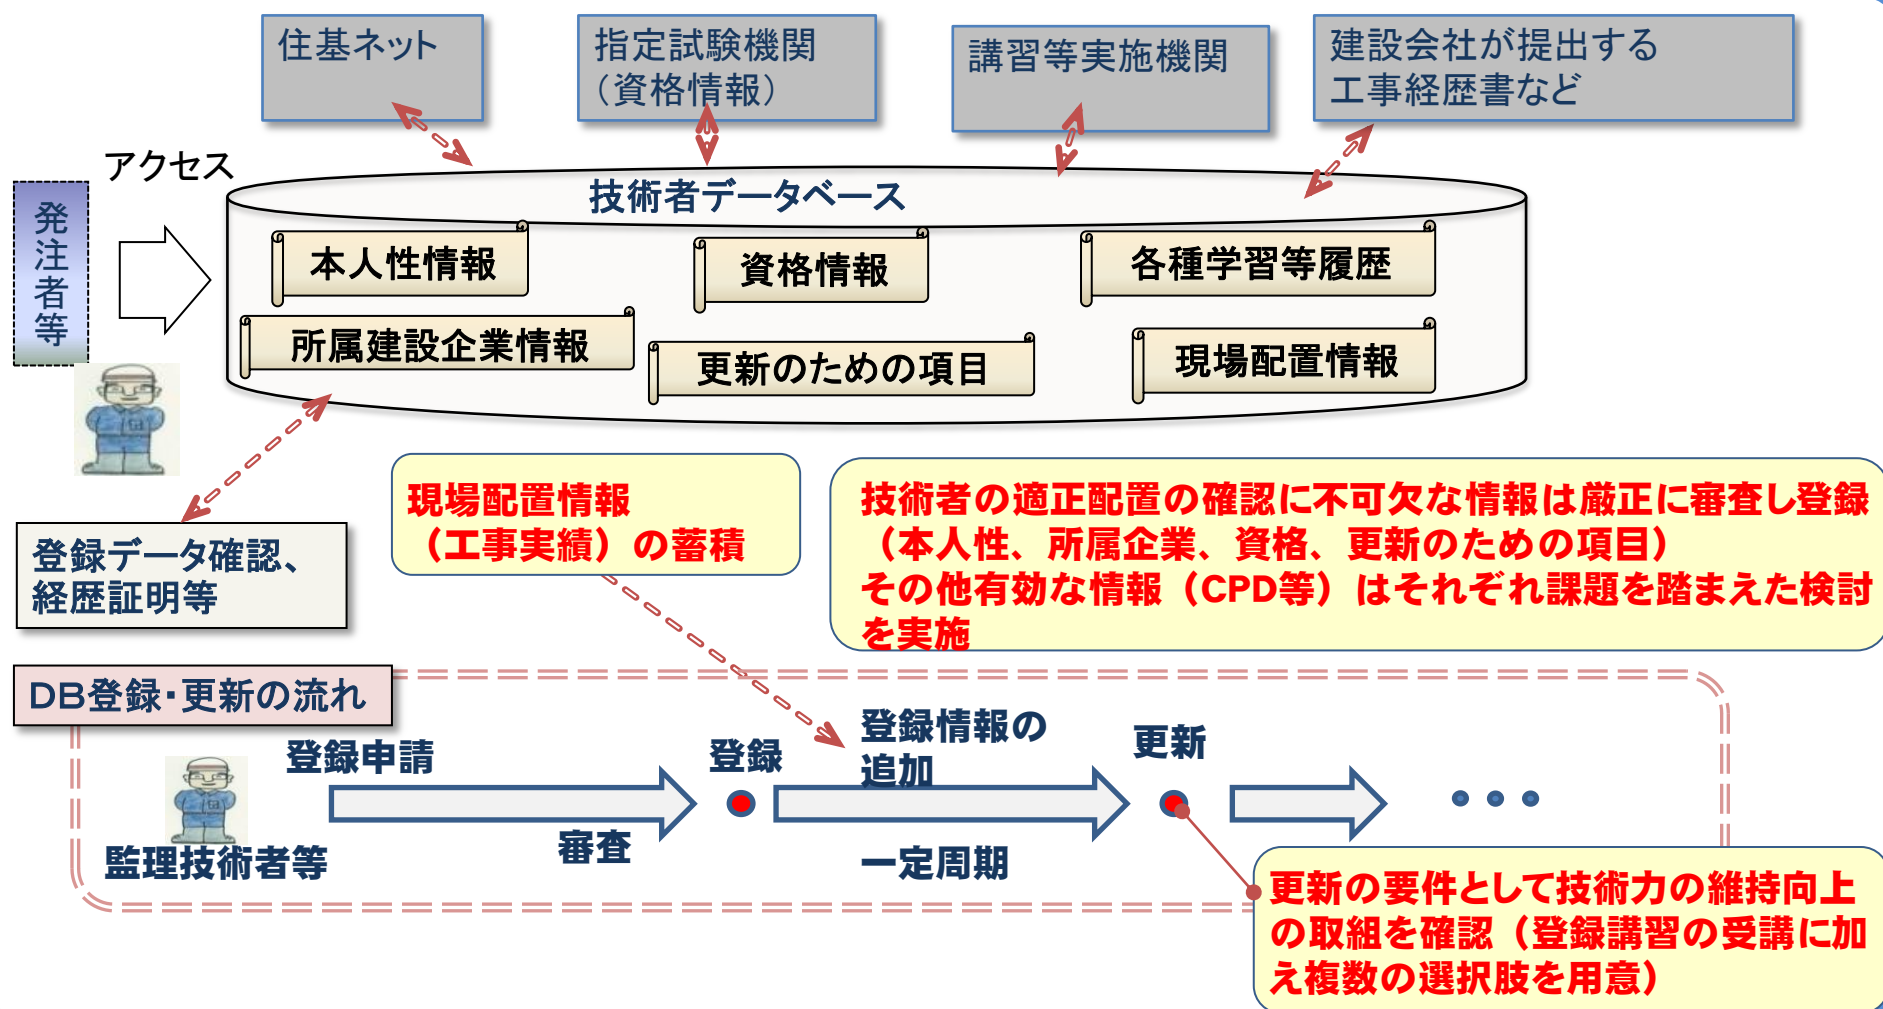 住基ネット
指定試験機関
（資格情報）
講習等実施機関
建設会社が提出する
工事経歴書など
アクセス
発注者等
技術者データベース
本人性情報
資格情報
各種学習等履歴
所属建設企業情報
更新のための項目
現場配置情報
登録データ確認、
経歴証明等
現場配置情報
（工事実績）の蓄積
技術者の適正配置の確認に不可欠な情報は厳正に審査し登録
（本人性、所属企業、資格、更新のための項目）
その他有効な情報（CPD等）はそれぞれ課題を踏まえた検討
を実施
ＤＢ登録・更新の流れ
登録申請
審査
登録
登録情報の
追加
一定周期
更新
・・・
監理技術者等
更新の要件として技術力の維持向上
の取組を確認（登録講習の受講に加
え複数の選択肢を用意）